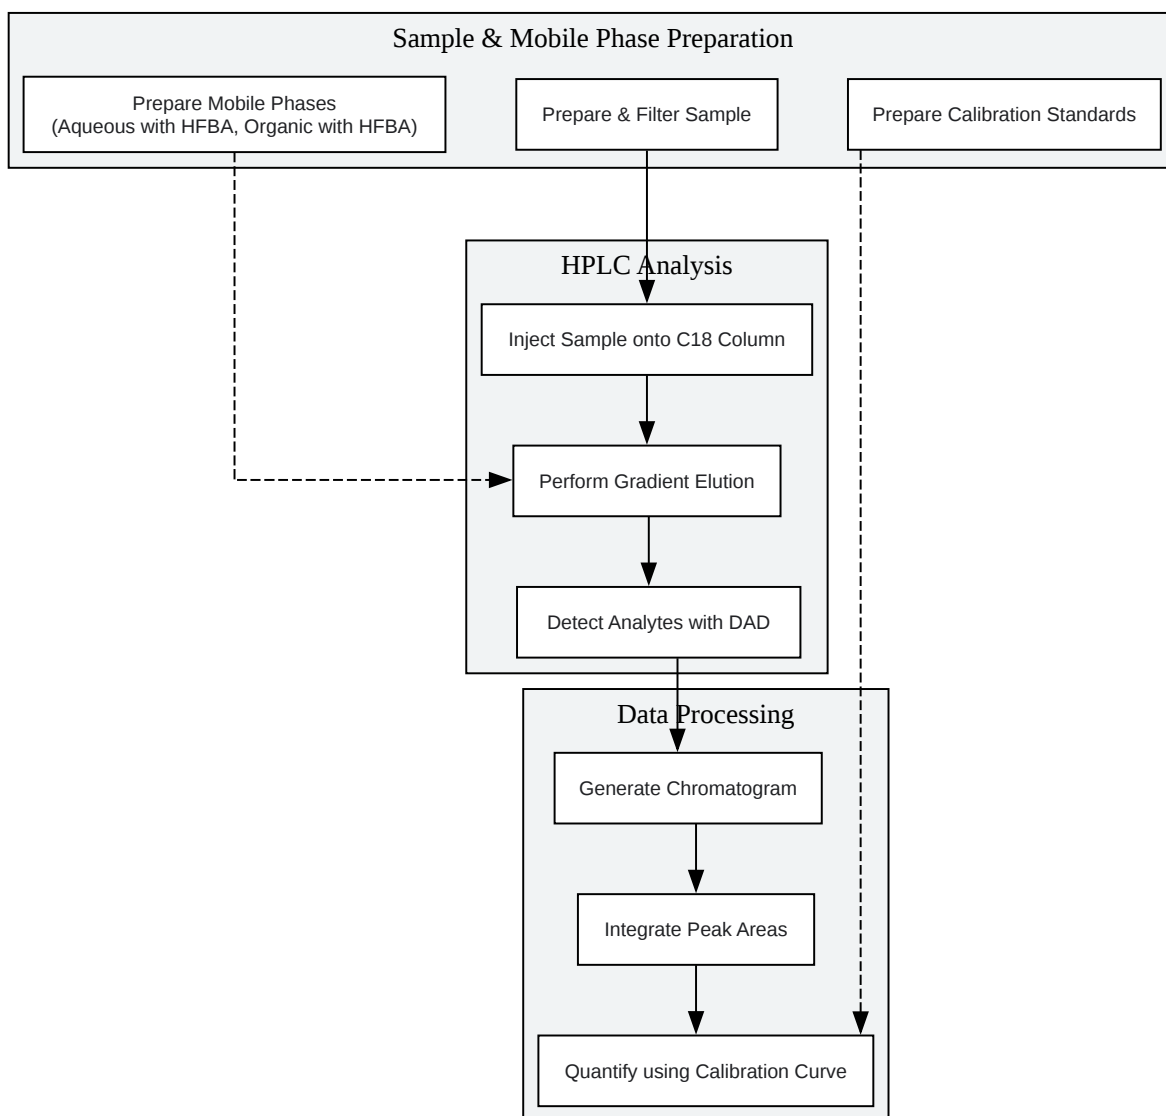 Sample & Mobile Phase Preparation
Prepare Mobile Phases
(Aqueous with HFBA, Organic with HFBA)
Prepare & Filter Sample
Prepare Calibration Standards
HPLC Analysis
Inject Sample onto C18 Column
Perform Gradient Elution
Detect Analytes with DAD
Data Processing
Generate Chromatogram
Integrate Peak Areas
Quantify using Calibration Curve